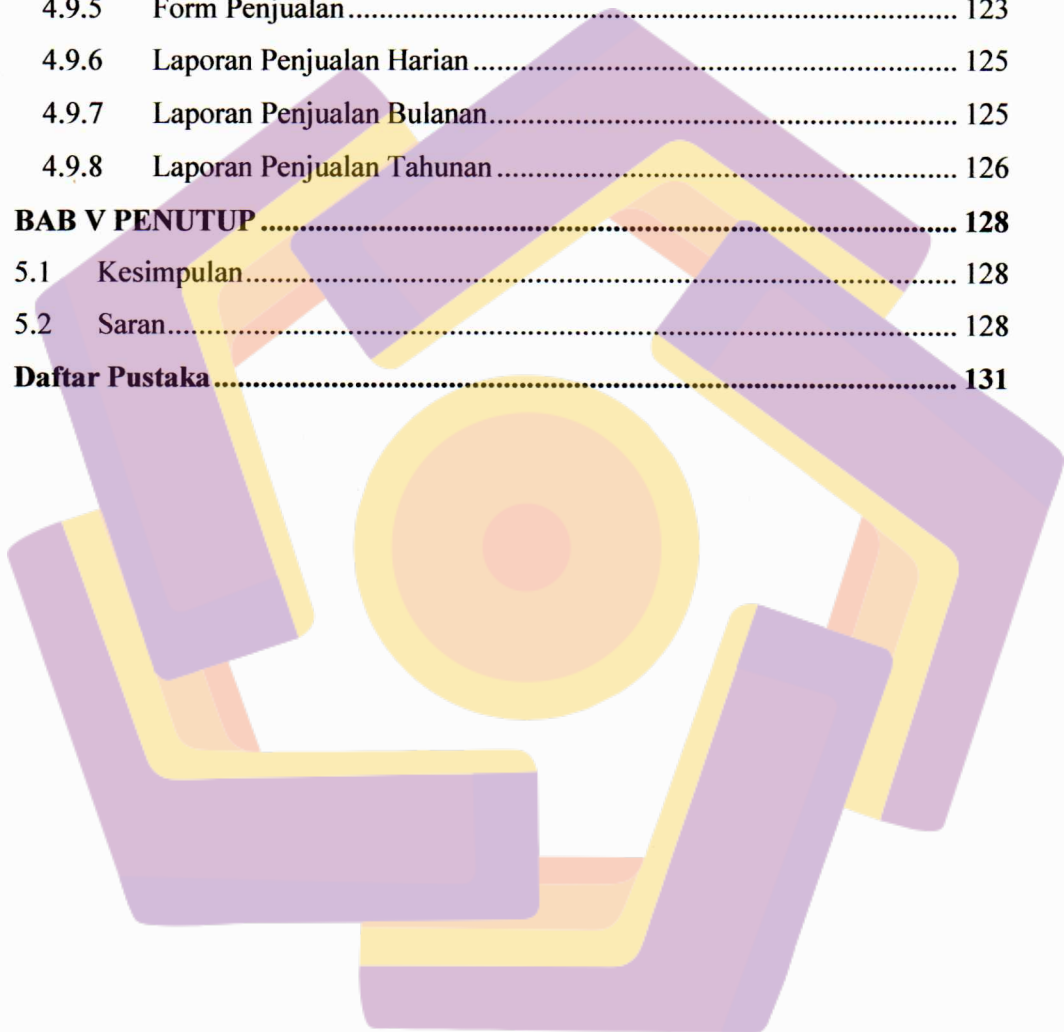 4.9.5 Form Penjualan........................................................................ 123
4.9.6 Laporan Penjualan Harian........................................................ 125
4.9.7 Laporan Penjualan Bulanan...................................................... 125
4.9.8 Laporan Penjualan Tahunan..................................................... 126
BAB V PENUTUP.................................................................................. 128
5.1 Kesimpulan................................................................................ 128
5.2 Saran.......................................................................................... 128
Daftar Pustaka........................................................................................ 131